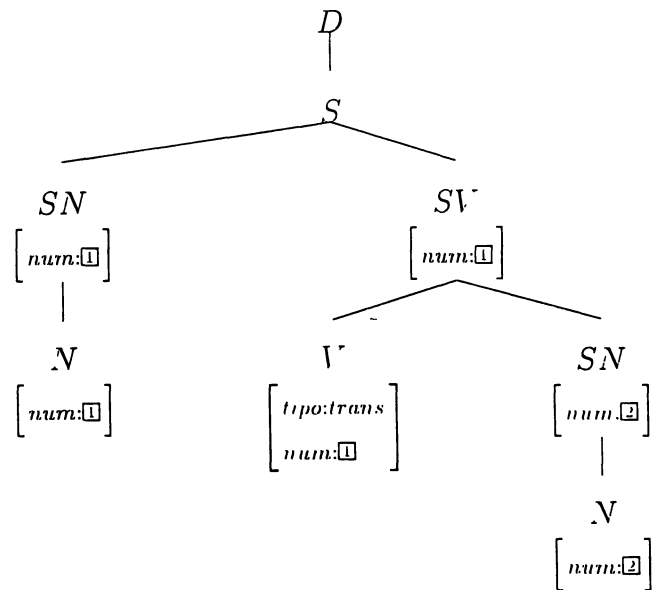 D
S
SN SV
[num:1] [num:1]
N V SN
[num:1] [tipo:trans num:1] [num.2]
N
[num:2]